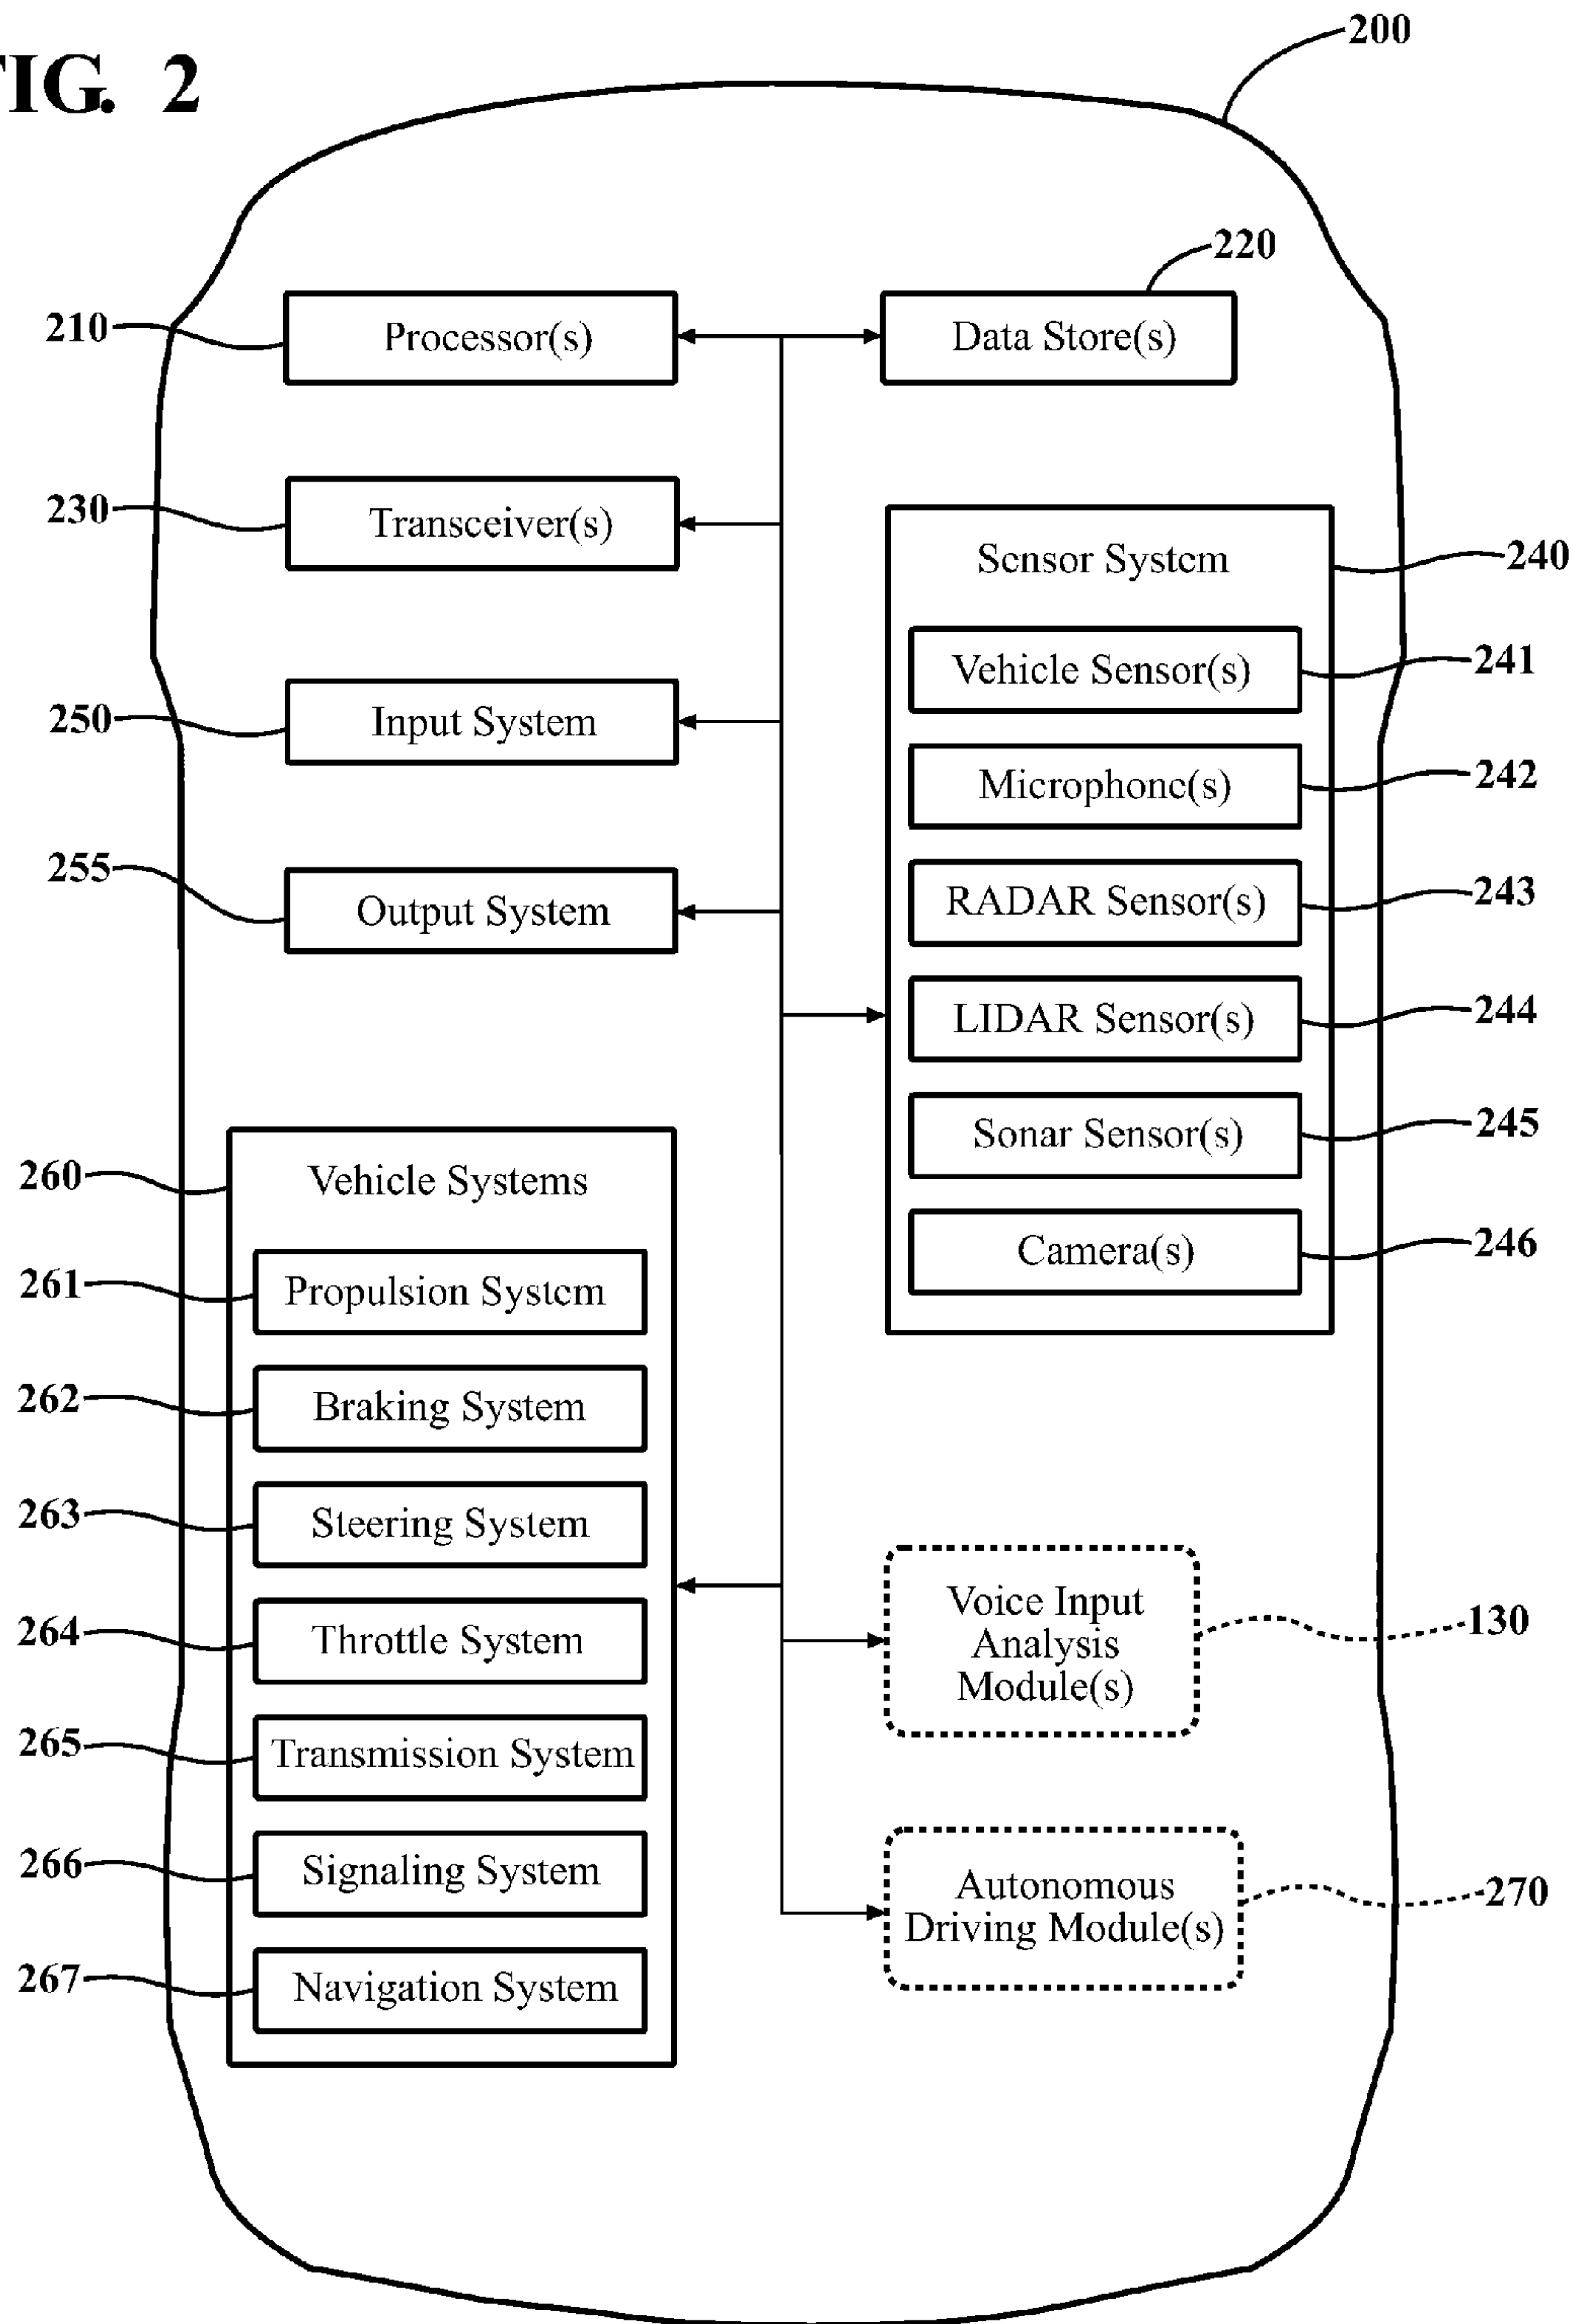 FIG. 2
200
220
210
Processor(s)
Data Store(s)
230
Transceiver(s)
Sensor System
240
Vehicle Sensor(s)
241
250
Input System
Microphone(s)
242
255
Output System
RADAR Sensor(s)
243
LIDAR Sensor(s)
244
Sonar Sensor(s)
245
260
Vehicle Systems
Camera(s)
246
261
Propulsion System
262
Braking System
263
Steering System
264
Throttle System
Voice Input
Analysis
Module(s)
130
265
Transmission System
266
Signaling System
Autonomous
Driving Module(s)
270
267
Navigation System